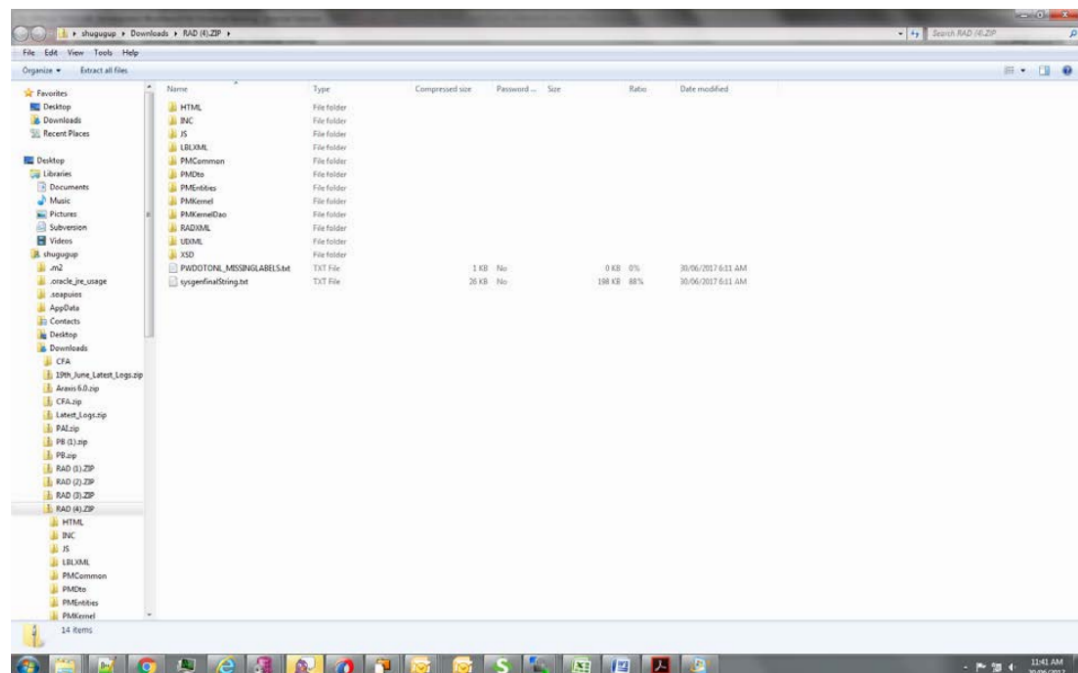 shugugup ▸ Downloads ▸ RAD (4).ZIP ▸
Search RAD (4).ZIP
File Edit View Tools Help
Organize Extract all files
Name Type Compressed size Password ... Size Ratio Date modified
Favorites
Desktop
Downloads
Recent Places
Desktop
Libraries
Documents
Music
Pictures
Subversion
Videos
shugugup
.m2
.oracle_jre_usage
.soapuios
AppData
Contacts
Desktop
Downloads
CFA
19th_June_Latest_Logs.zip
Araxis 6.0.zip
CFA.zip
Latest_Logs.zip
PAI.zip
PB (1).zip
PB.zip
RAD (1).ZIP
RAD (2).ZIP
RAD (3).ZIP
RAD (4).ZIP
HTML
INC
JS
LBLXML
PMCommon
PMDto
PMEntities
PMKernel
HTML File folder
INC File folder
JS File folder
LBLXML File folder
PMCommon File folder
PMDto File folder
PMEntities File folder
PMKernel File folder
PMKernelDao File folder
RADXML File folder
UIXML File folder
XSD File folder
PWDOTONL_MISSINGLABELS.txt TXT File 1 KB No 0 KB 0% 30/06/2017 6:11 AM
sysgenfinalString.txt TXT File 26 KB No 198 KB 88% 30/06/2017 6:11 AM
14 items
11:41 AM
30/06/2017